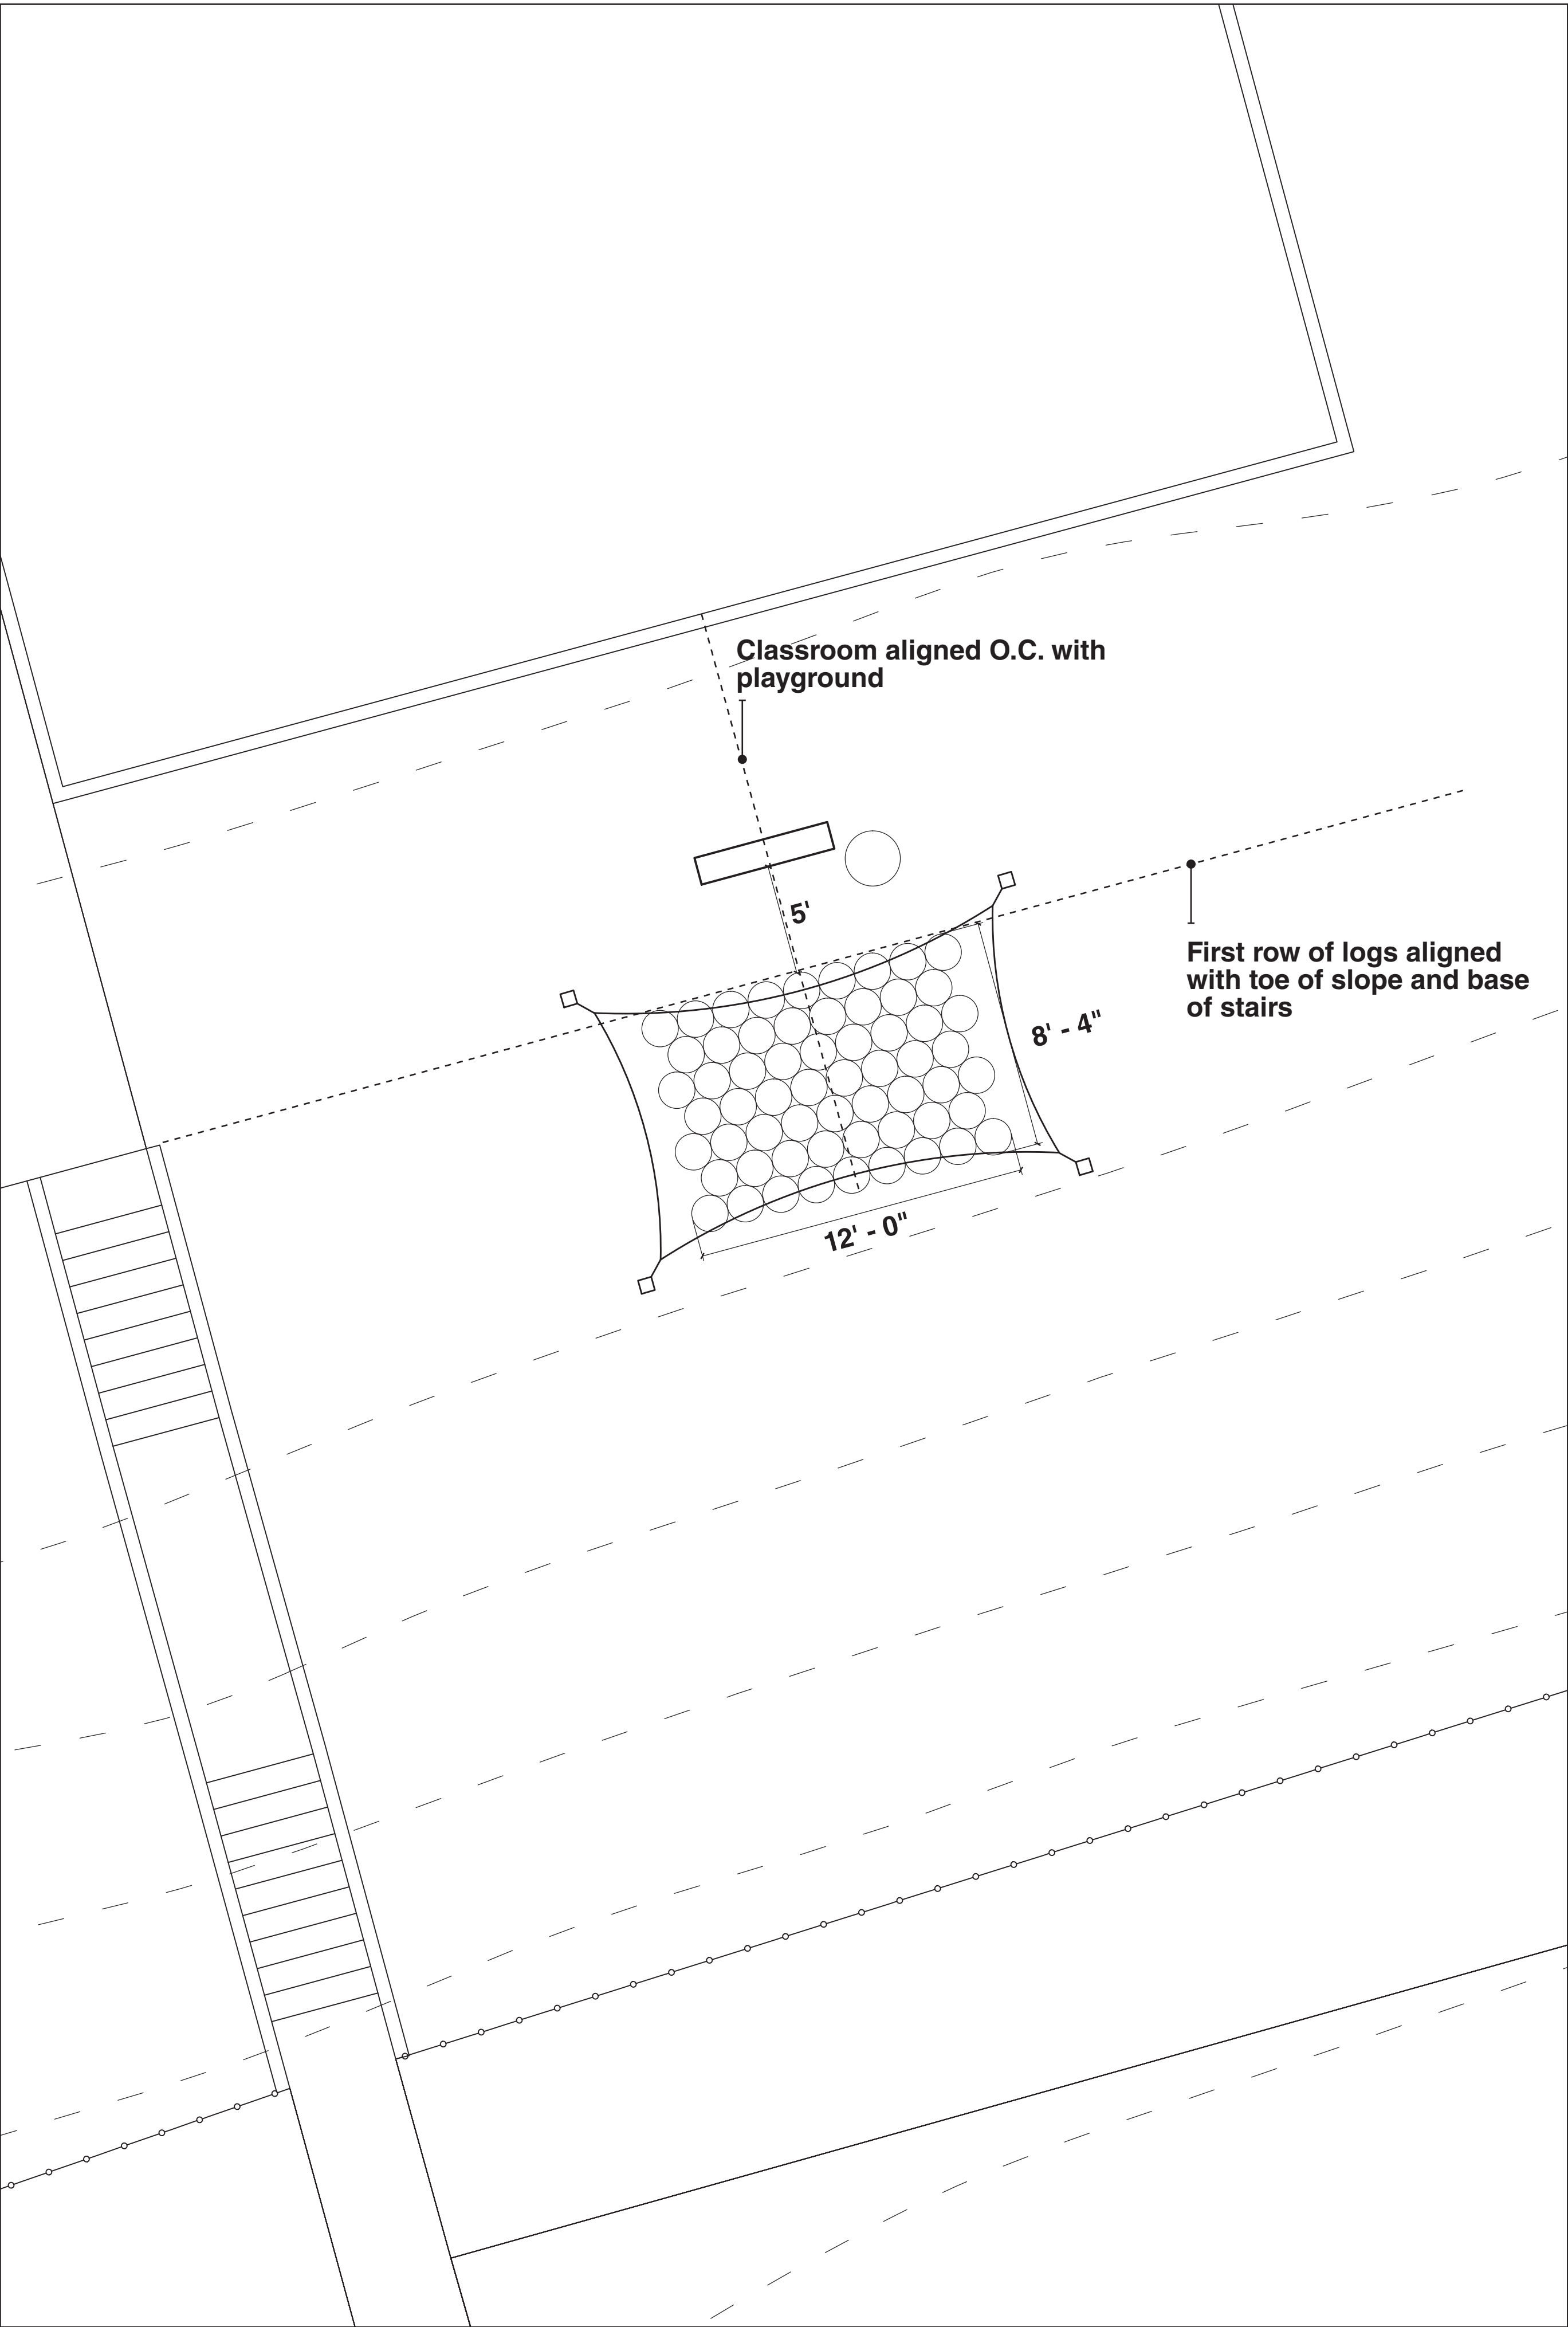 Classroom aligned O.C. with
playground
5'
First row of logs aligned
with toe of slope and base
of stairs
8' - 4"
12' - 0"